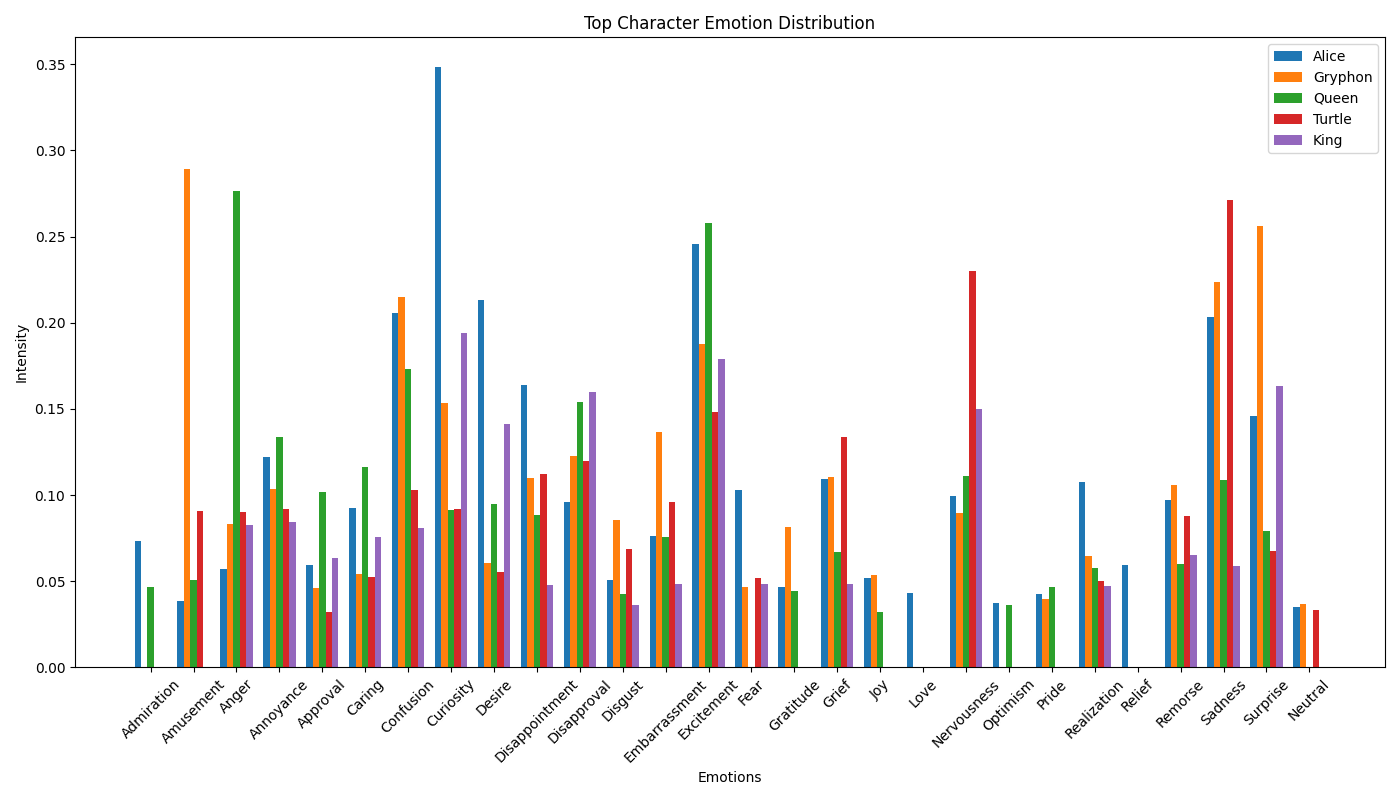 Top Character Emotion Distribution
Alice
Gryphon
Queen
Turtle
King
Intensity
0.35
0.30
0.25
0.20
0.15
0.10
0.05
0.00
Admiration
Amusement
Anger
Annoyance
Approval
Caring
Confusion
Curiosity
Desire
Disappointment
Disapproval
Disgust
Embarrassment
Excitement
Fear
Gratitude
Grief
Joy
Love
Nervousness
Optimism
Pride
Realization
Relief
Remorse
Sadness
Surprise
Neutral
Emotions